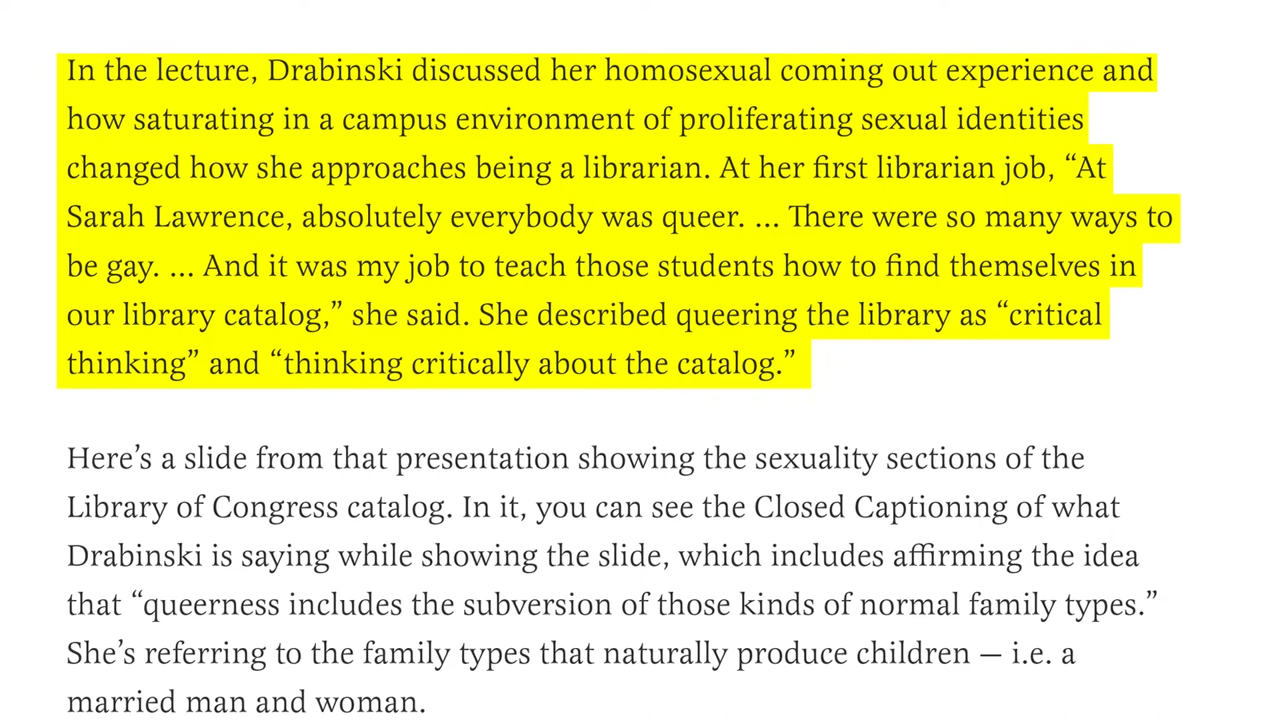 In the lecture, Drabinski discussed her homosexual coming out experience and
how saturating in a campus environment of proliferating sexual identities
changed how she approaches being a librarian. At her first librarian job, “At
Sarah Lawrence, absolutely everybody was queer. … There were so many ways to
be gay. … And it was my job to teach those students how to find themselves in
our library catalog,” she said. She described queering the library as “critical
thinking” and “thinking critically about the catalog.”
Here’s a slide from that presentation showing the sexuality sections of the
Library of Congress catalog. In it, you can see the Closed Captioning of what
Drabinski is saying while showing the slide, which includes affirming the idea
that “queerness includes the subversion of those kinds of normal family types.”
She’s referring to the family types that naturally produce children — i.e. a
married man and woman.